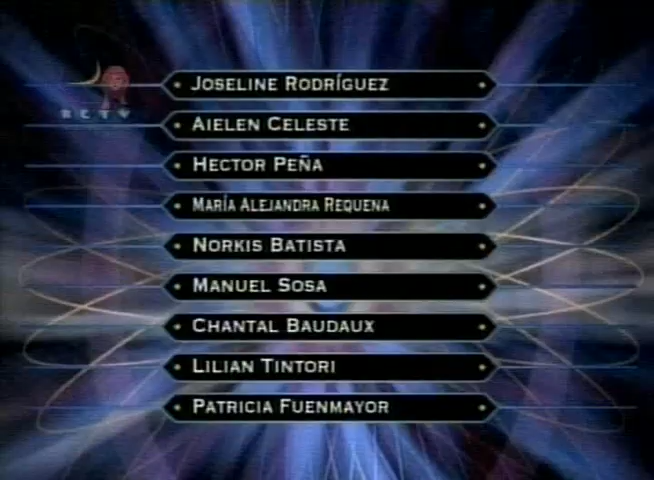 RCTV
JOSELINE RODRÍGUEZ
AIELEN CELESTE
HECTOR PEÑA
MARÍA ALEJANDRA REQUENA
NORKIS BATISTA
MANUEL SOSA
CHANTAL BAUDAUX
LILIAN TINTORI
PATRICIA FUENMAYOR